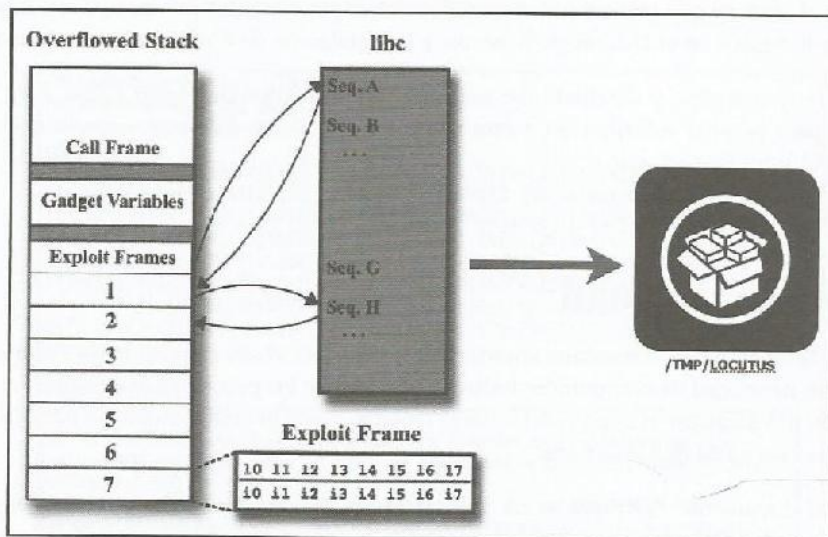 Overflowed Stack
libc
Call Frame
Gadget Variables
Exploit Frames
1
2
3
4
5
6
7
Seq. A
Seq. B
...
Seq. G
Seq. H
...
/TMP/LOCUTUS
Exploit Frame
i0 i1 i2 i3 i4 i5 i6 i7
i0 i1 i2 i3 i4 i5 i6 i7